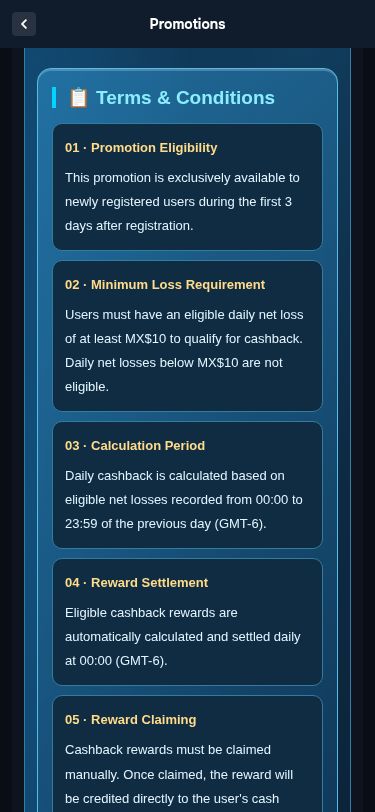 Promotions
📋 Terms & Conditions
01 · Promotion Eligibility
This promotion is exclusively available to
newly registered users during the first 3
days after registration.
02 · Minimum Loss Requirement
Users must have an eligible daily net loss
of at least MX$10 to qualify for cashback.
Daily net losses below MX$10 are not
eligible.
03 · Calculation Period
Daily cashback is calculated based on
eligible net losses recorded from 00:00 to
23:59 of the previous day (GMT-6).
04 · Reward Settlement
Eligible cashback rewards are
automatically calculated and settled daily
at 00:00 (GMT-6).
05 · Reward Claiming
Cashback rewards must be claimed
manually. Once claimed, the reward will
be credited directly to the user's cash